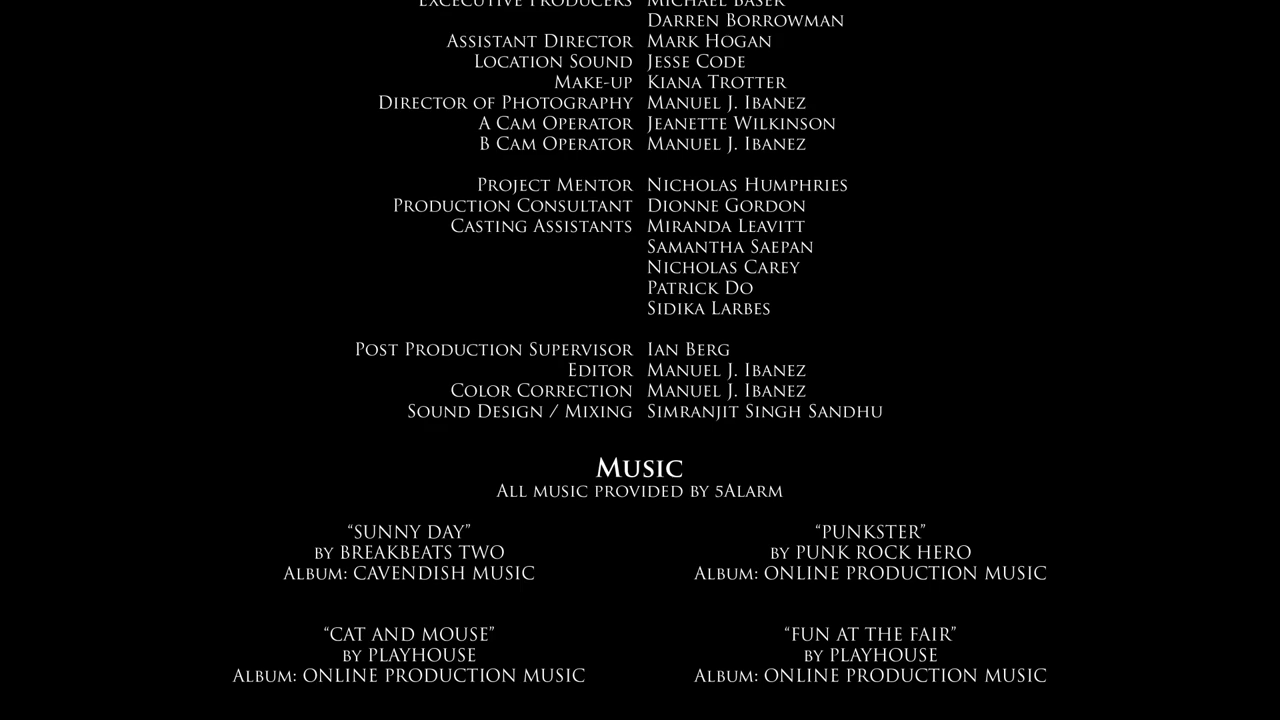 Excecutive Producers Michael Baser
Darren Borrowman
Assistant Director Mark Hogan
Location Sound Jesse Code
Make-up Kiana Trotter
Director of Photography Manuel J. Ibanez
A Cam Operator Jeanette Wilkinson
B Cam Operator Manuel J. Ibanez
Project Mentor Nicholas Humphries
Production Consultant Dionne Gordon
Casting Assistants Miranda Leavitt
Samantha Saepan
Nicholas Carey
Patrick Do
Sidika Larbes
Post Production Supervisor Ian Berg
Editor Manuel J. Ibanez
Color Correction Manuel J. Ibanez
Sound Design / Mixing Simranjit Singh Sandhu
Music
All music provided by 5Alarm
“SUNNY DAY”
by BREAKBEATS TWO
Album: CAVENDISH MUSIC
“PUNKSTER”
by PUNK ROCK HERO
Album: ONLINE PRODUCTION MUSIC
“CAT AND MOUSE”
by PLAYHOUSE
Album: ONLINE PRODUCTION MUSIC
“FUN AT THE FAIR”
by PLAYHOUSE
Album: ONLINE PRODUCTION MUSIC